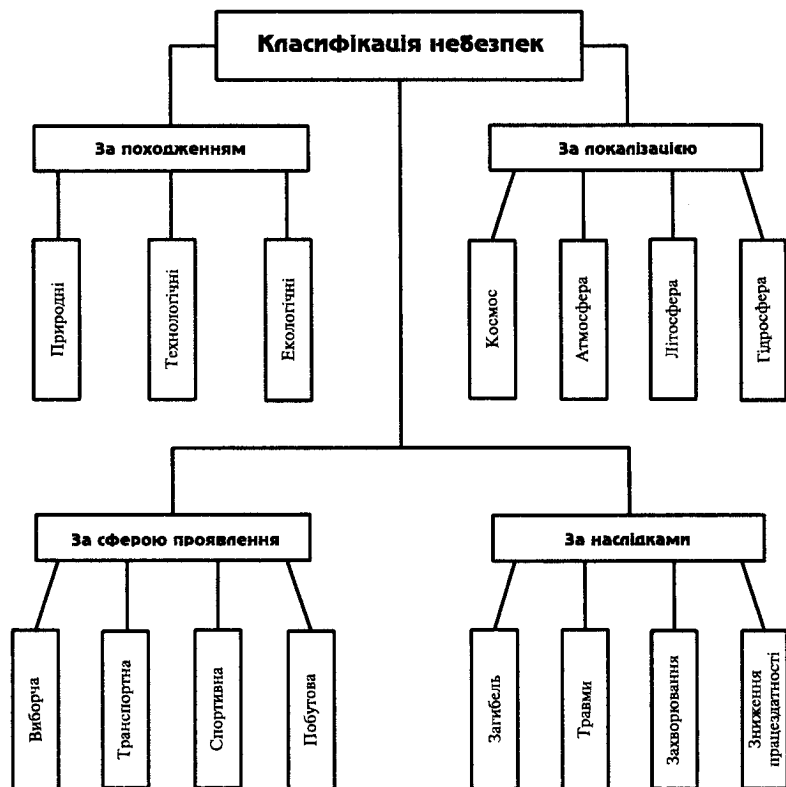 Класифікація небезпек
За походженням
За локалізацією
Природні
Технологічні
Екологічні
Космос
Атмосфера
Літосфера
Гідросфера
За сферою проявлення
За наслідками
Виборча
Транспортна
Спортивна
Побутова
Загибель
Травми
Захворювання
Зниження
працездатності